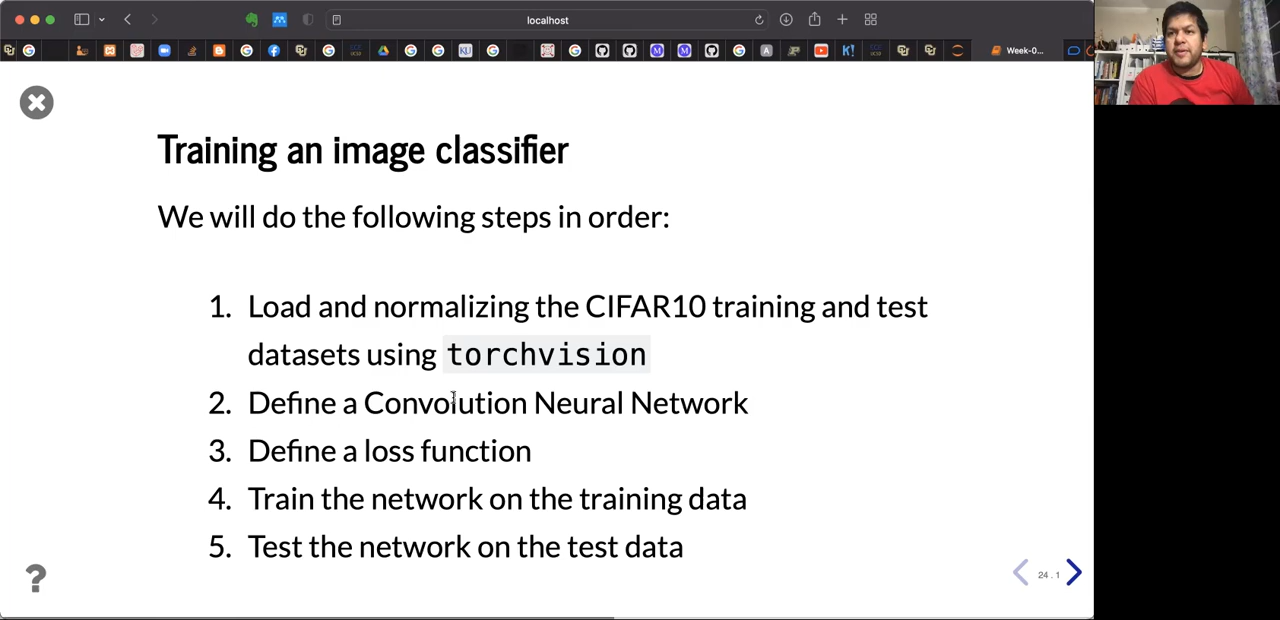 localhost
Week-0...
Training an image classifier
We will do the following steps in order:
1. Load and normalizing the CIFAR10 training and test
datasets using torchvision
2. Define a Convolution Neural Network
3. Define a loss function
4. Train the network on the training data
5. Test the network on the test data
?
24.1